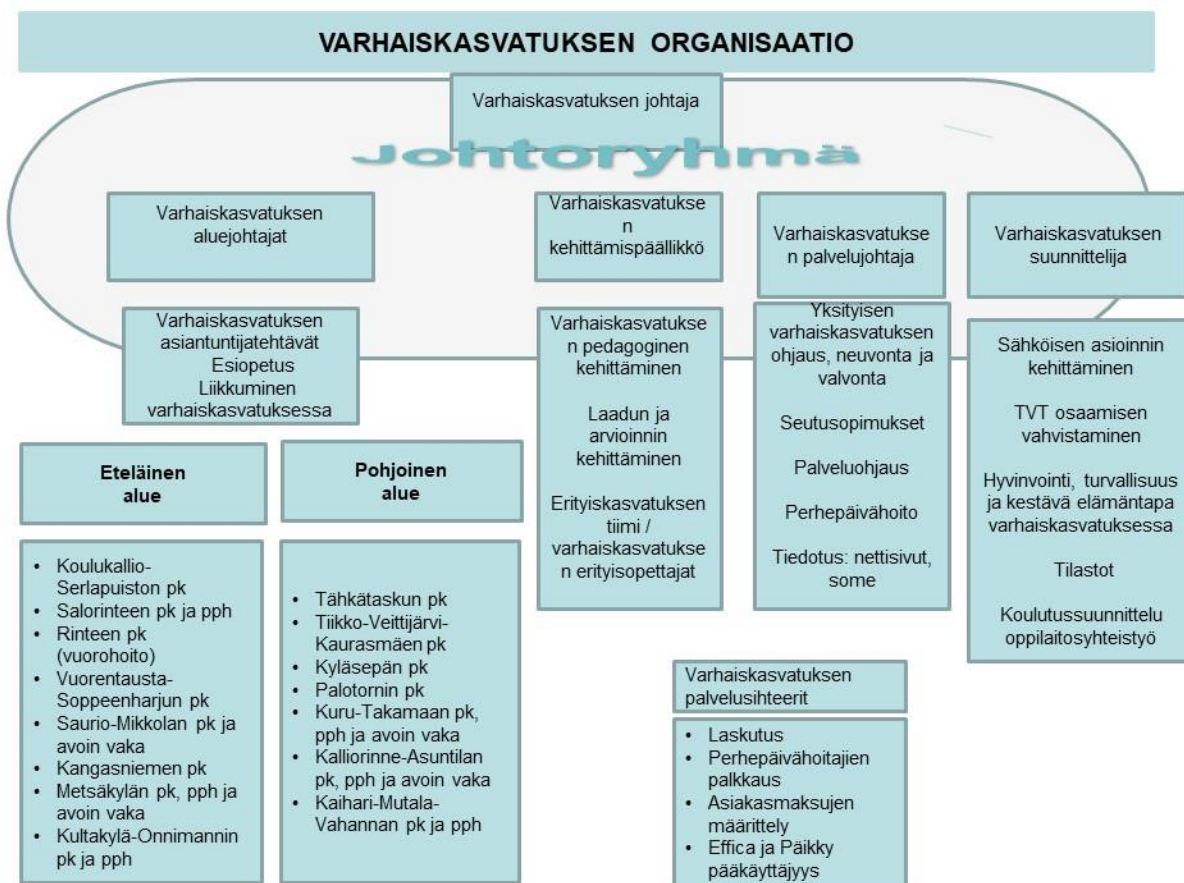 VARHAISKASVATUKSEN ORGANISAATIO
Varhaiskasvatuksen johtaja
Johtoryhmä
Varhaiskasvatuksen
aluejohtajat
Varhaiskasvatukse
n
kehittämispäällikkö
Varhaiskasvatukse
n palvelujohtaja
Varhaiskasvatuksen
suunnittelija
Varhaiskasvatuksen
asiantuntijatehtävät
Esiopetus
Liikkuminen
varhaiskasvatuksessa
Varhaiskasvatukse
n pedagoginen
kehittäminen
Laadun ja
arvioinnin
kehittäminen
Erityiskasvatuksen
tiimi /
varhaiskasvatukse
n erityisopettajat
Yksityisen
varhaiskasvatuksen
ohjaus, neuvonta ja
valvonta
Seutusopimukset
Palveluohjaus
Perhepäivähoito
Tiedotus: nettisivut,
some
Sähköisen asioinnin
kehittäminen
TVT osaamisen
vahvistaminen
Hyvinvointi, turvallisuus
ja kestävä elämäntapa
varhaiskasvatuksessa
Tilastot
Koulutussuunnittelu
oppilaitosyhteistyö
Eteläinen
alue
• Koulukallio-
Serlapuiston pk
• Salorinteen pk ja pph
• Rinteen pk
(vuorohoito)
• Vuorentausta-
Soppeenharjun pk
• Saurio-Mikkolan pk ja
avoin vaka
• Kangasniemen pk
• Metsäkylän pk, pph ja
avoin vaka
• Kultakylä-Onnimannin
pk ja pph
Pohjoinen
alue
• Tähkätaskun pk
• Tiikko-Veittijärvi-
Kaurasmäen pk
• Kyläsepän pk
• Palotornin pk
• Kuru-Takamaan pk,
pph ja avoin vaka
• Kalliorinne-Asuntilan
pk, pph ja avoin vaka
• Kaihari-Mutala-
Vahannan pk ja pph
Varhaiskasvatuksen
palvelusihteerit
• Laskutus
• Perhepäivähoitajien
palkkaus
• Asiakasmaksujen
määrittely
• Effica ja Päikky
pääkäyttäjyys